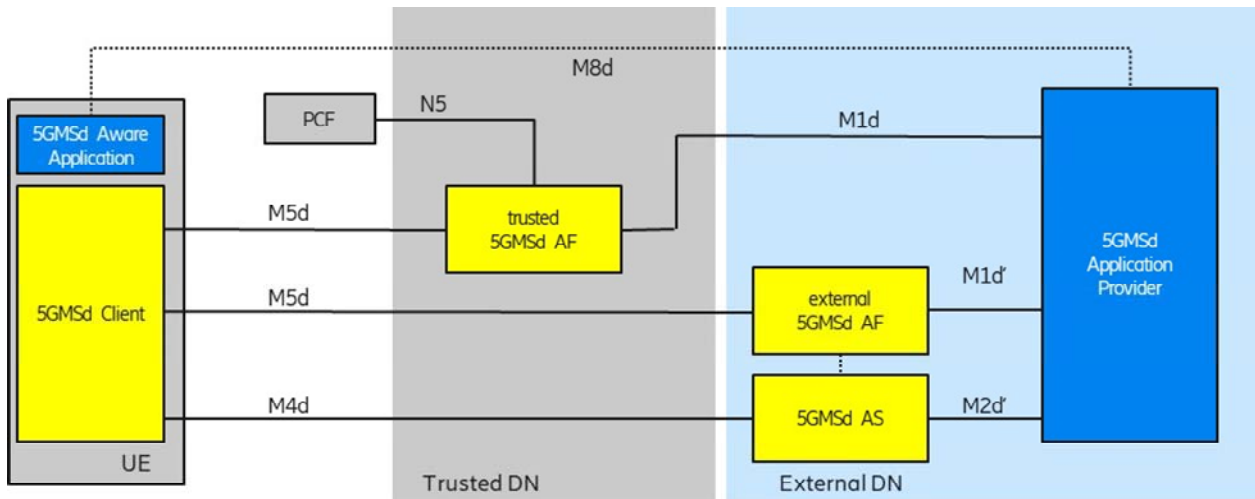 M8d
N5
PCF
M1d
5GMSd Aware
Application
M5d
trusted
5GMSd AF
5GMSd
Application
Provider
M5d
external
5GMSd AF
M1d'
5GMSd Client
M4d
5GMSd AS
M2d'
UE
Trusted DN
External DN